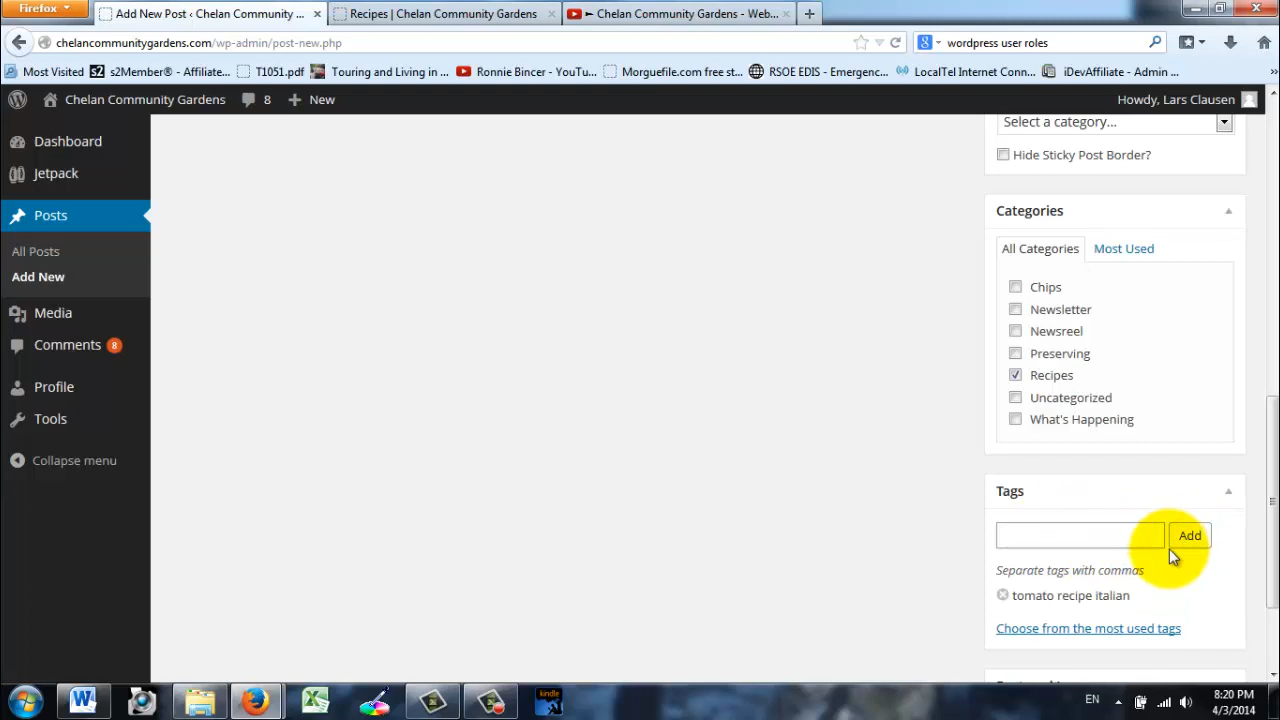 Firefox
Add New Post ‹ Chelan Community ...
Recipes | Chelan Community Gardens
► Chelan Community Gardens - Web...
chelancommunitygardens.com/wp-admin/post-new.php
wordpress user roles
Most Visited
s2Member® - Affiliate...
T1051.pdf
Touring and Living in ...
Ronnie Bincer - YouTu...
Morguefile.com free st...
RSOE EDIS - Emergenc...
LocalTel Internet Conn...
iDevAffiliate - Admin ...
Chelan Community Gardens
8
New
Howdy, Lars Clausen
Dashboard
Jetpack
Posts
All Posts
Add New
Media
Comments 8
Profile
Tools
Collapse menu
Select a category...
Hide Sticky Post Border?
Categories
All Categories
Most Used
Chips
Newsletter
Newsreel
Preserving
Recipes
Uncategorized
What's Happening
Tags
Add
Separate tags with commas
tomato recipe italian
Choose from the most used tags
kindle
EN
8:20 PM
4/3/2014